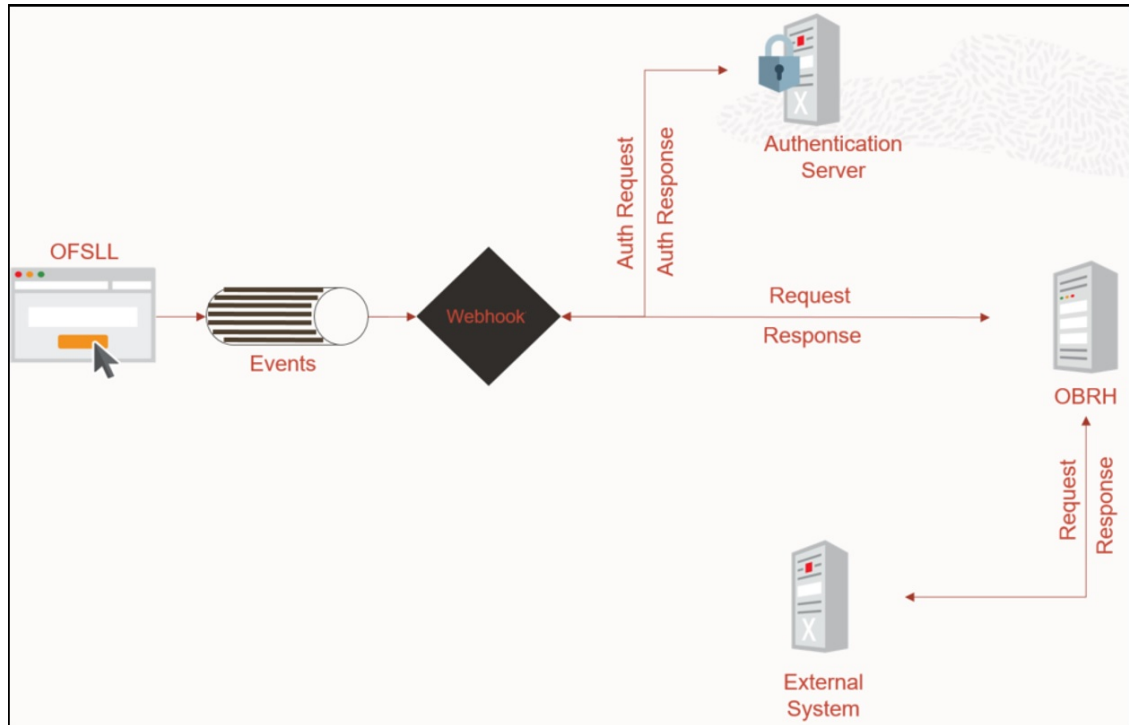 Authentication
Server
Auth Request
Auth Response
OFSLL
Events
Webhook
Request
Response
OBRH
Request
Response
External
System
X
X